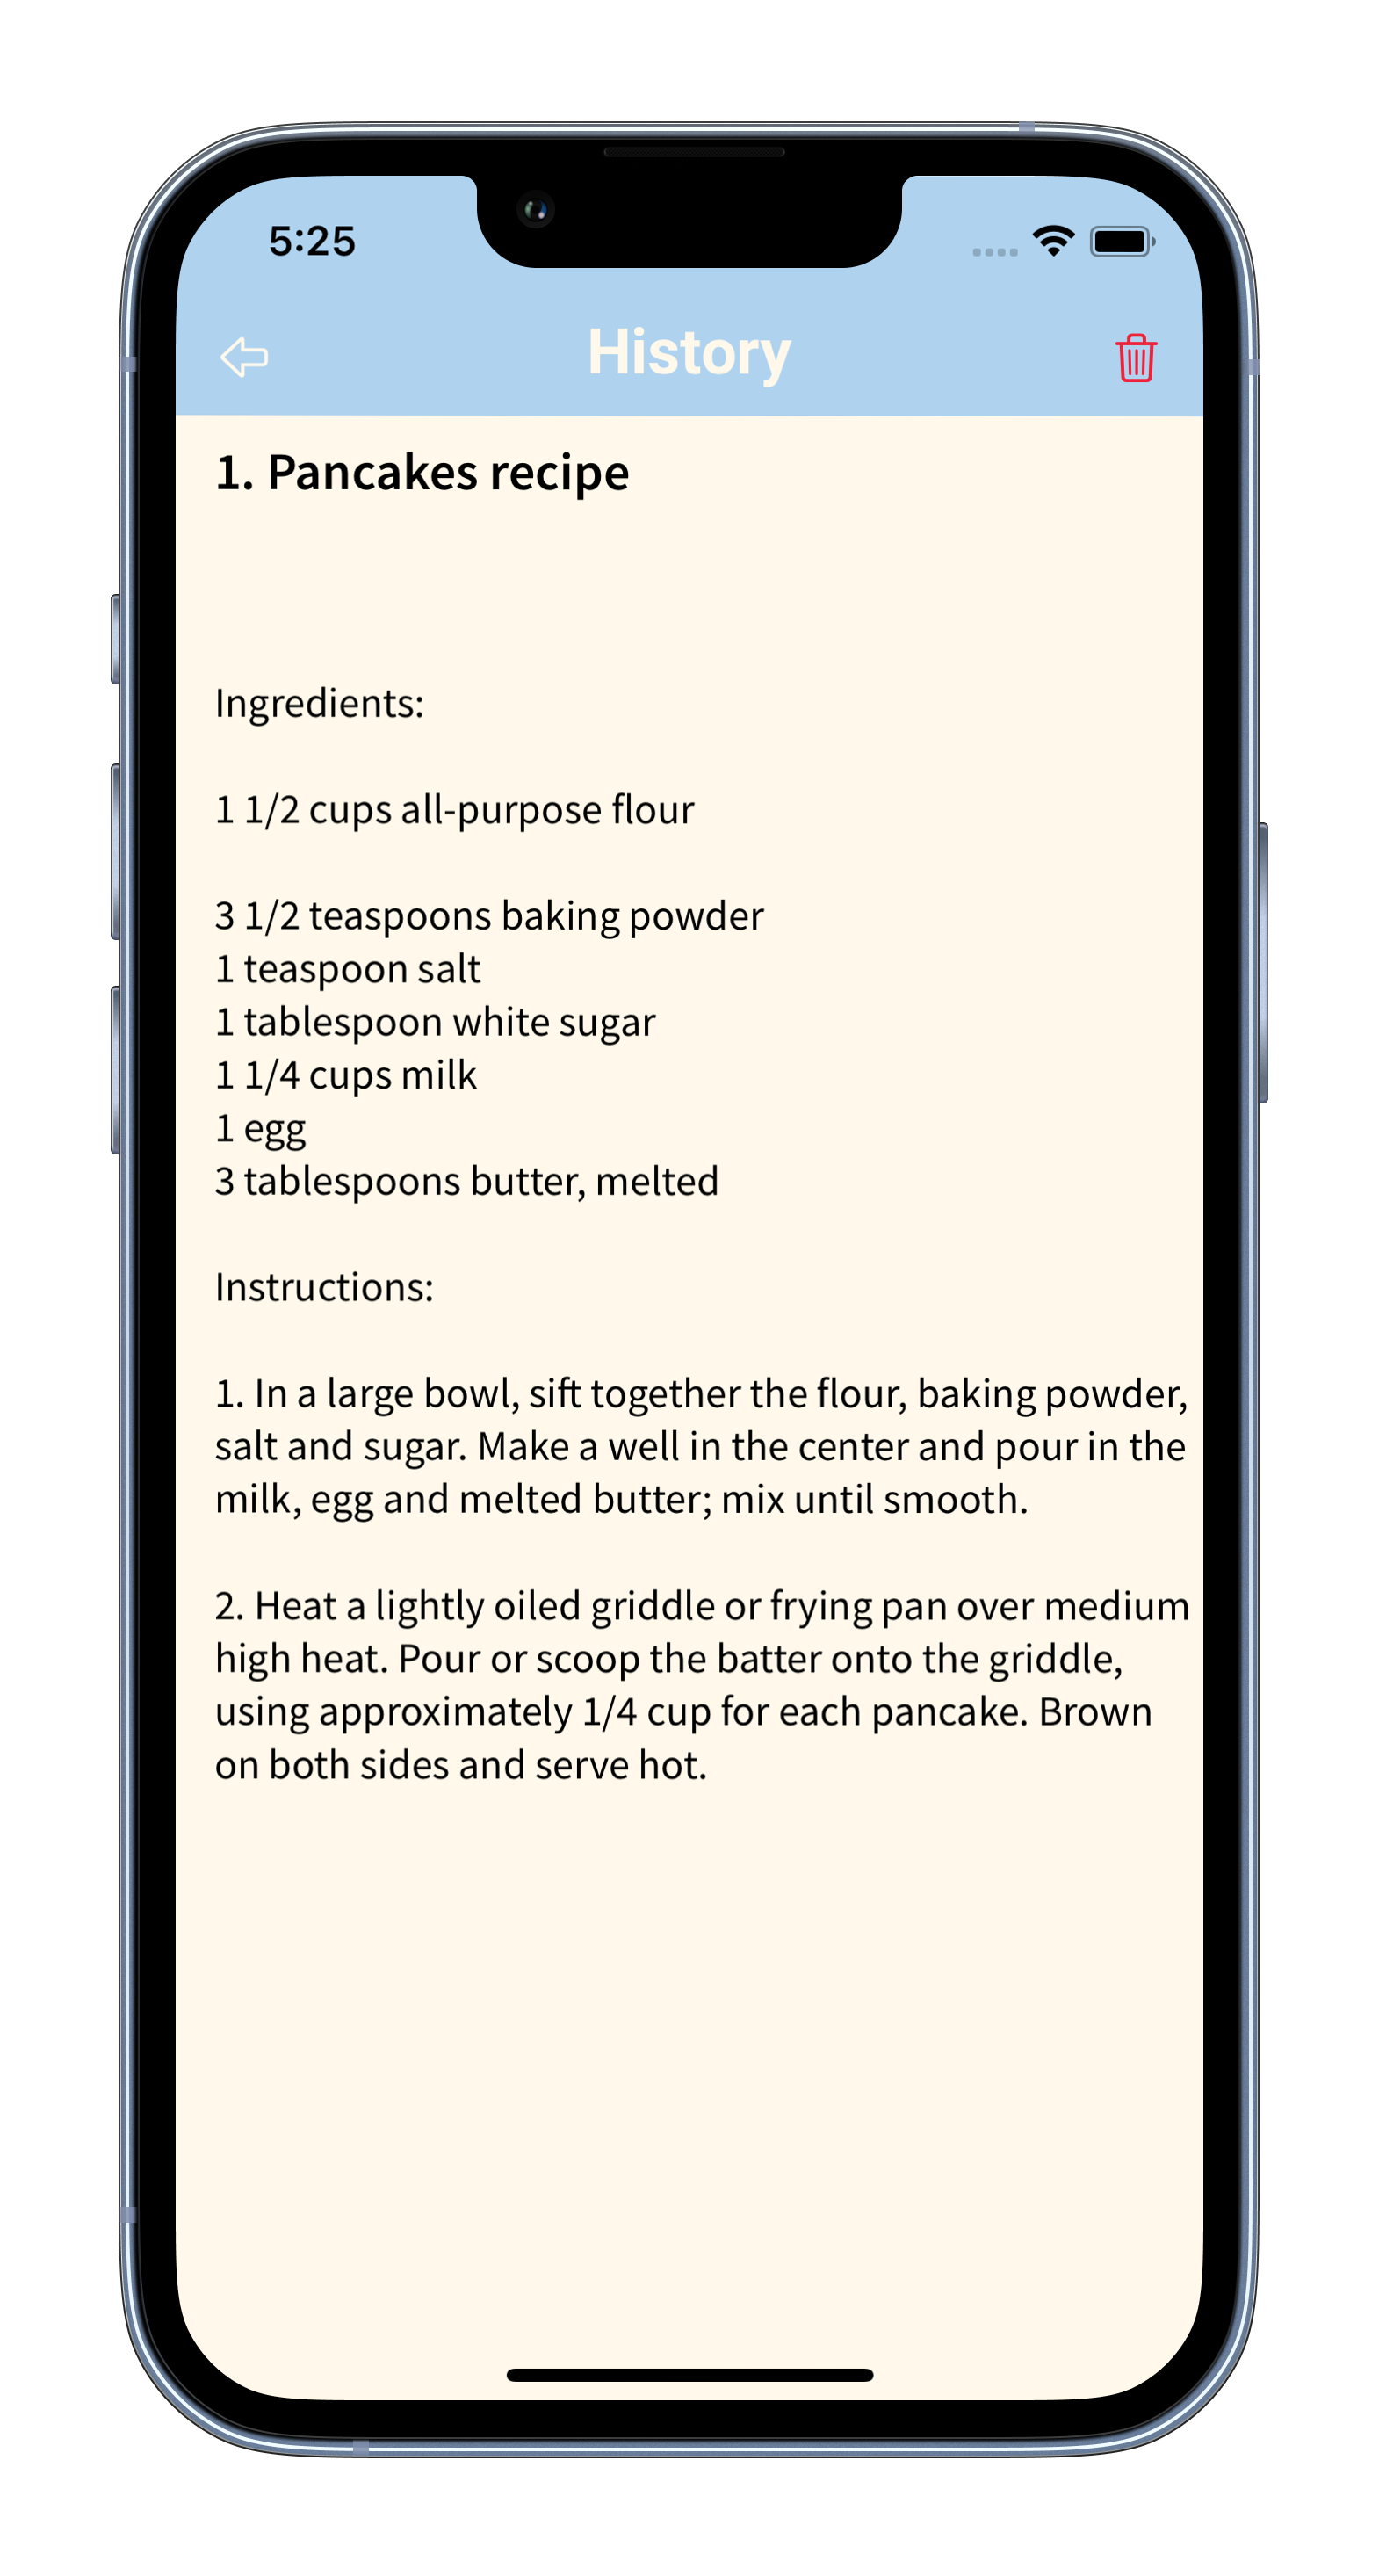 5:25
History
1. Pancakes recipe
Ingredients:
1 1/2 cups all-purpose flour
3 1/2 teaspoons baking powder
1 teaspoon salt
1 tablespoon white sugar
1 1/4 cups milk
1 egg
3 tablespoons butter, melted
Instructions:
1. In a large bowl, sift together the flour, baking powder,
salt and sugar. Make a well in the center and pour in the
milk, egg and melted butter; mix until smooth.
2. Heat a lightly oiled griddle or frying pan over medium
high heat. Pour or scoop the batter onto the griddle,
using approximately 1/4 cup for each pancake. Brown
on both sides and serve hot.